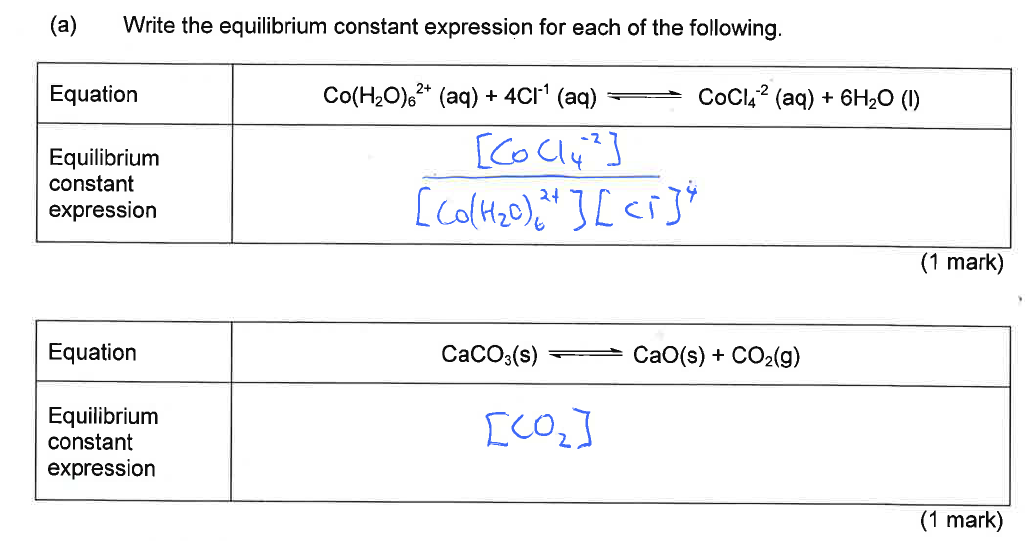 (a) Write the equilibrium constant expression for each of the following.
Equation
Co(H₂O)₆²⁺ (aq) + 4Cl⁻¹ (aq) ⇌ CoCl₄⁻² (aq) + 6H₂O (l)
Equilibrium
constant
expression
[CoCl₄⁻²]
[Co(H₂O)₆²⁺][Cl⁻]⁴
(1 mark)
Equation
CaCO₃(s) ⇌ CaO(s) + CO₂(g)
Equilibrium
constant
expression
[CO₂]
(1 mark)